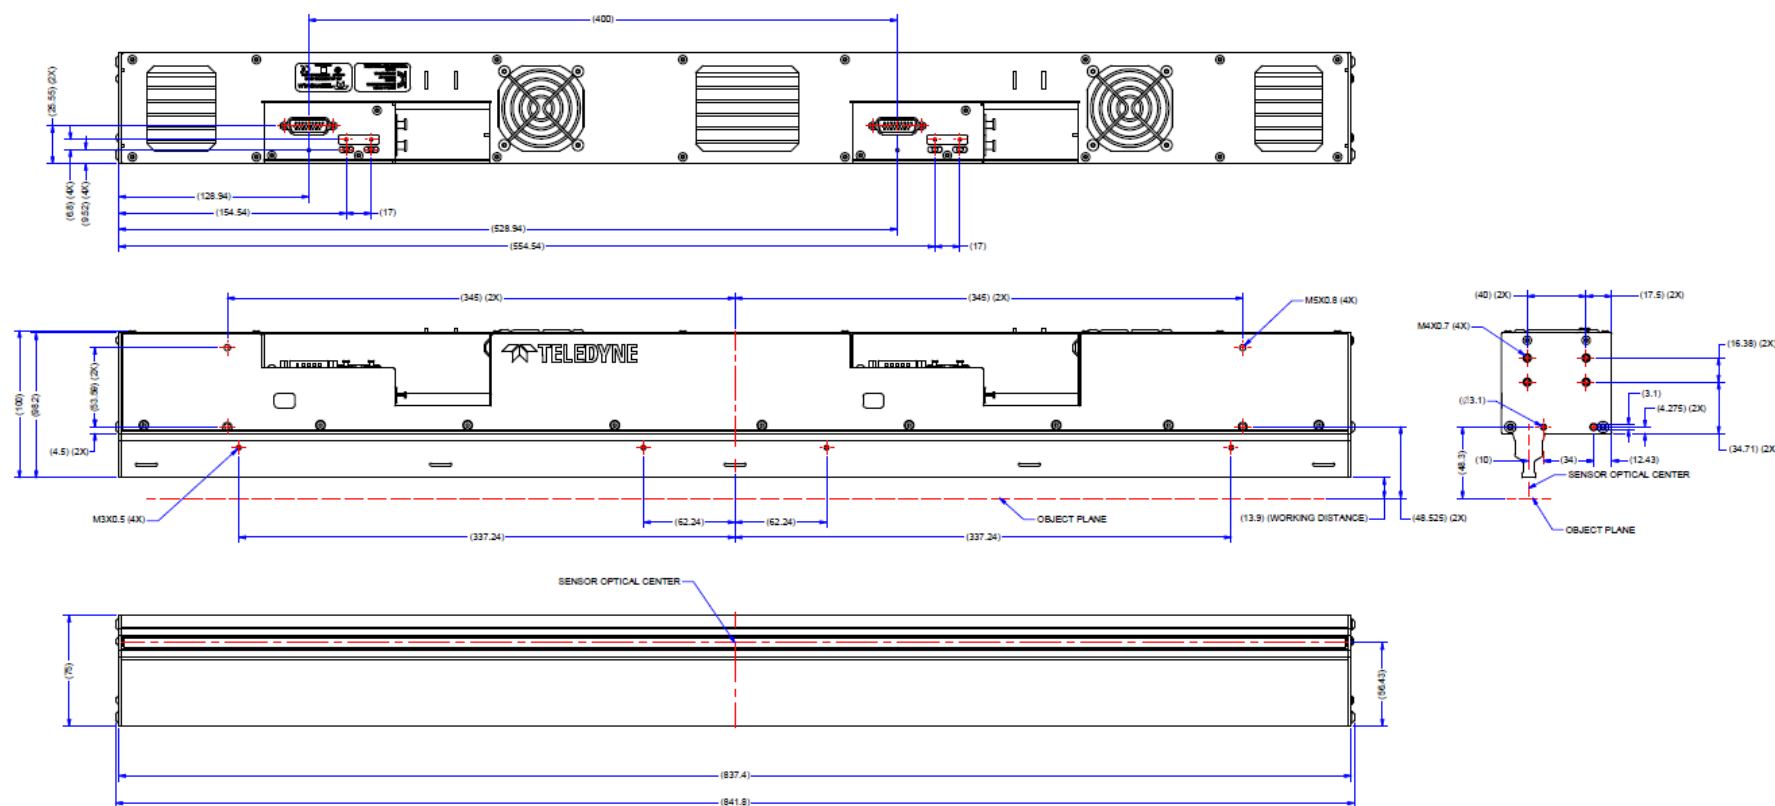 (400)
(25.55) (2X)
(6.8) (4X)
(9.52) (4X)
(128.94)
(154.54)
(17)
(528.94)
(554.54)
(17)
(345) (2X)
(345) (2X)
M5X0.8 (4X)
(40) (2X)
(17.5) (2X)
M4X0.7 (4X)
TELEDYNE
(16.38) (2X)
(100)
(98.2)
(53.59) (2X)
(Ø3.1)
(3.1)
(4.275) (2X)
(4.5) (2X)
(34.71) (2X)
(48.3)
(10)
(34)
(12.43)
SENSOR OPTICAL CENTER
M3X0.5 (4X)
(62.24)
(62.24)
OBJECT PLANE
(13.9) (WORKING DISTANCE)
(48.525) (2X)
OBJECT PLANE
(337.24)
(337.24)
SENSOR OPTICAL CENTER
(75)
(56.43)
(837.4)
(841.8)